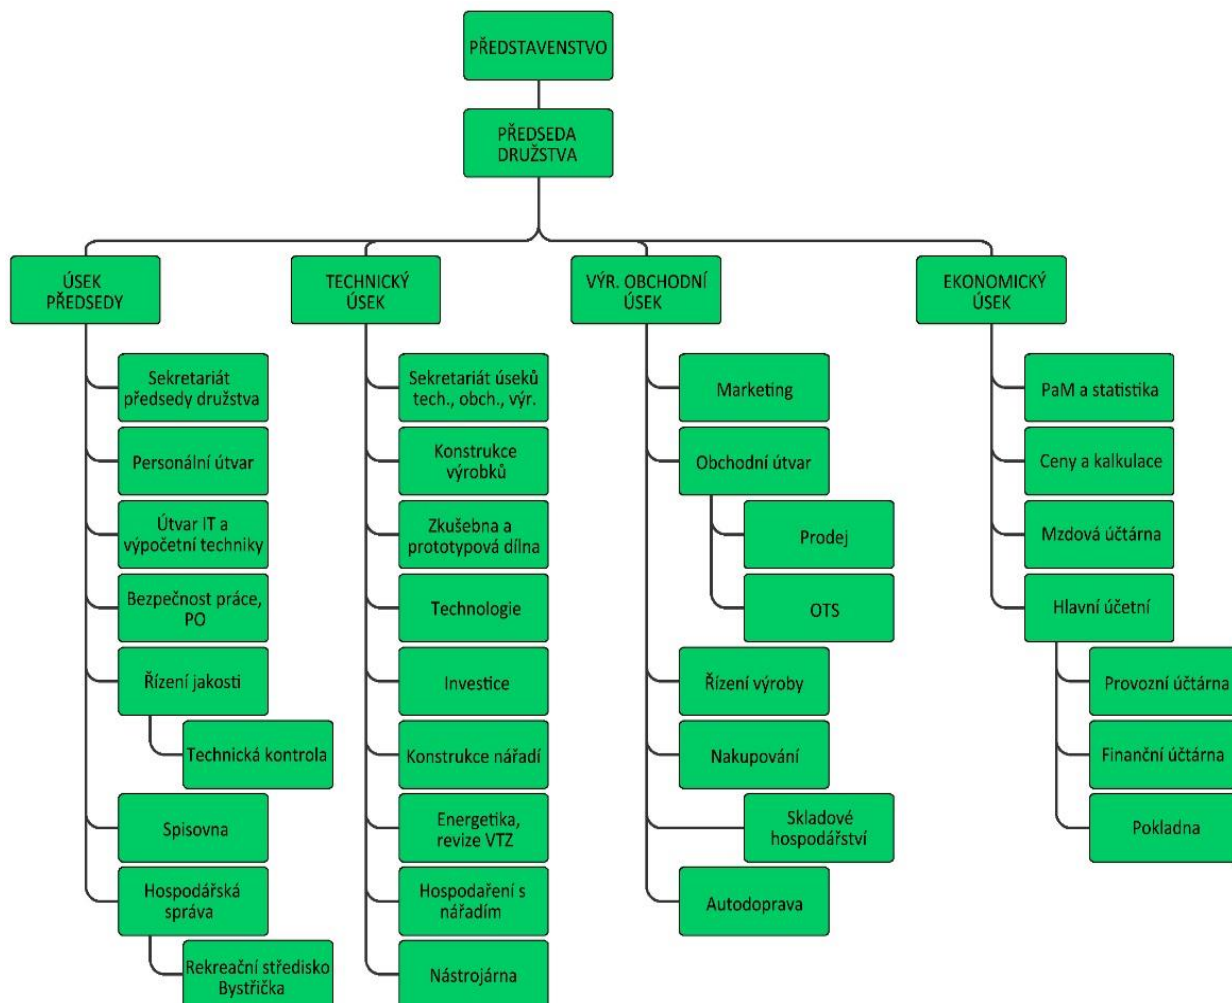 PŘEDSTAVENSTVO
PŘEDSEDA
DRUŽSTVA
ÚSEK
PŘEDSEDY
Sekretariát
předsedy družstva
Personální útvar
Útvar IT a
výpočetní techniky
Bezpečnost práce,
PO
Řízení jakosti
Technická kontrola
Spisovna
Hospodářská
správa
Rekreační středisko
Bystřička
TECHNICKÝ
ÚSEK
Sekretariát úseků
tech., obch., výr.
Konstrukce
výrobků
Zkušebna a
prototypová dílna
Technologie
Investice
Konstrukce nářadí
Energetika,
revize VTZ
Hospodaření s
nářadím
Nástrojárna
VÝR. OBCHODNÍ
ÚSEK
Marketing
Obchodní útvar
Prodej
OTS
Řízení výroby
Nakupování
Skladové
hospodářství
Autodoprava
EKONOMICKÝ
ÚSEK
PaM a statistika
Ceny a kalkulace
Mzdová účtárna
Hlavní účetní
Provozní účtárna
Finanční účtárna
Pokladna